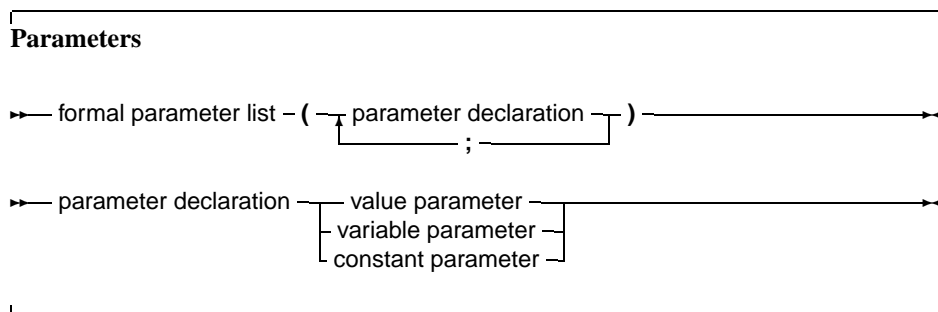 Parameters
formal parameter list ( parameter declaration )
;
parameter declaration value parameter
variable parameter
constant parameter